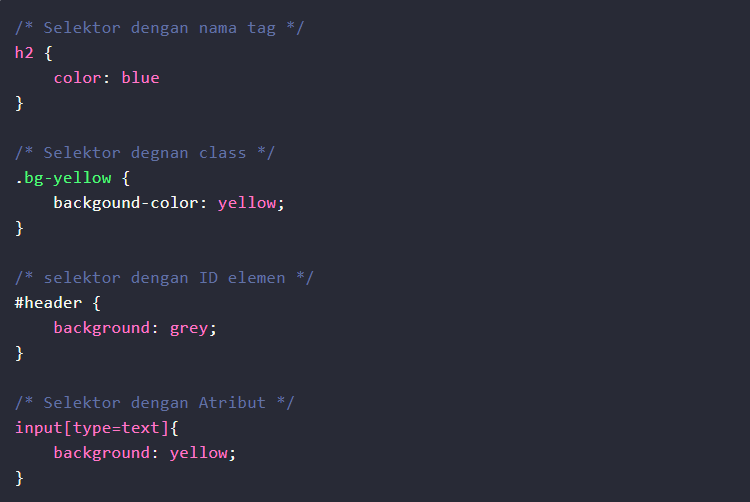 /* Selektor dengan nama tag */
h2 {
    color: blue
}
/* Selektor degnan class */
.bg-yellow {
    backgound-color: yellow;
}
/* selektor dengan ID elemen */
#header {
    background: grey;
}
/* Selektor dengan Atribut */
input[type=text]{
    background: yellow;
}